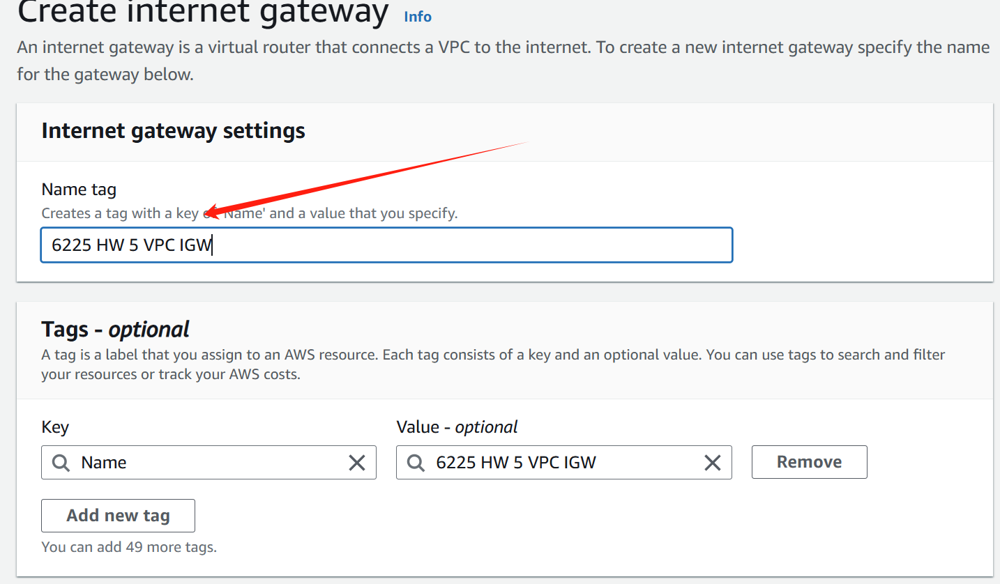 Create internet gateway Info
An internet gateway is a virtual router that connects a VPC to the internet. To create a new internet gateway specify the name
for the gateway below.
Internet gateway settings
Name tag
Creates a tag with a key of 'Name' and a value that you specify.
6225 HW 5 VPC IGW
Tags - optional
A tag is a label that you assign to an AWS resource. Each tag consists of a key and an optional value. You can use tags to search and filter
your resources or track your AWS costs.
Key Value - optional
Name 6225 HW 5 VPC IGW Remove
Add new tag
You can add 49 more tags.